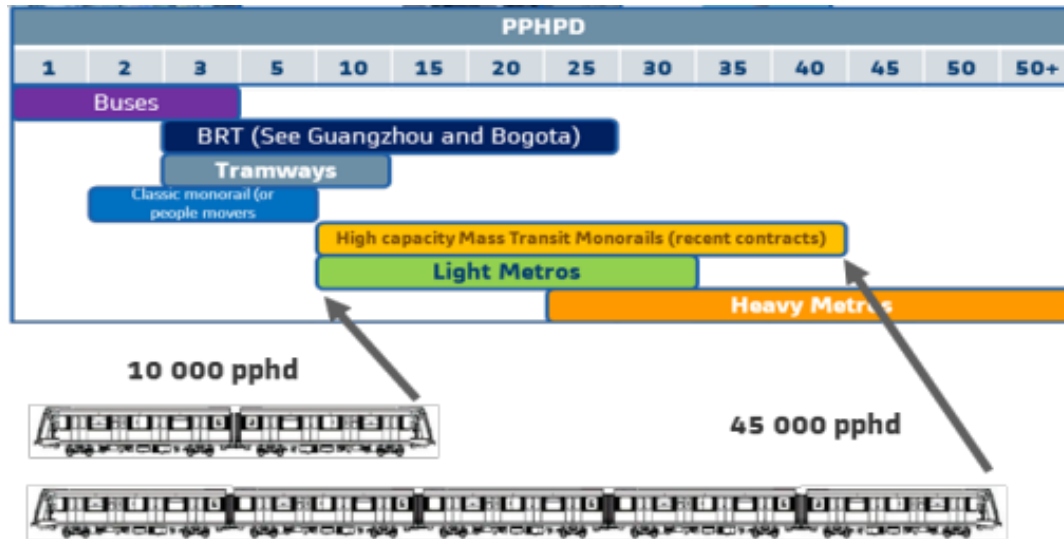 PPHPD
1 2 3 5 10 15 20 25 30 35 40 45 50 50+
Buses
BRT (See Guangzhou and Bogota)
Tramways
Classic monorail (or
people movers
High capacity Mass Transit Monorails (recent contracts)
Light Metros
Heavy Metros
10 000 pphd
45 000 pphd